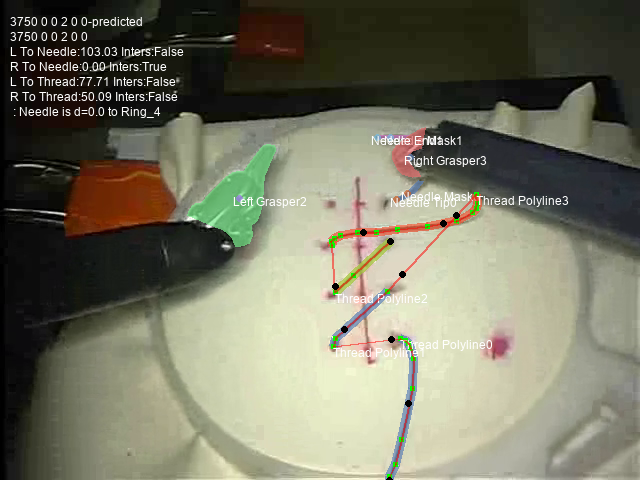 3750 0 0 2 0 0-predicted
3750 0 0 2 0 0
L To Needle:103.03 Inters:False
R To Needle:0.00 Inters:True
L To Thread:77.71 Inters:False
R To Thread:50.09 Inters:False
: Needle is d=0.0 to Ring_4
Right Grasper3
Left Grasper2
Needle Mask
Thread Polyline3
Needle Tip0
Thread Polyline2
Thread Polyline0
Thread Polyline1